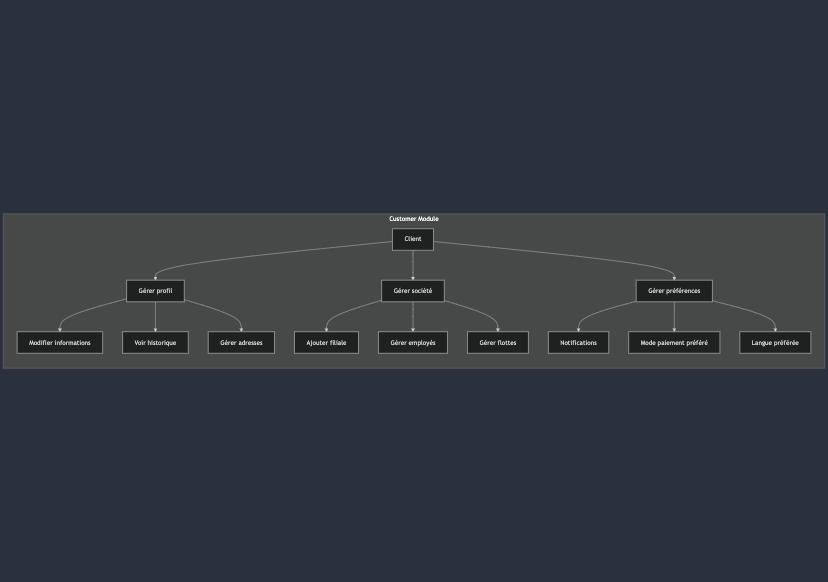 Customer Module
Client
Gérer profil
Gérer société
Gérer préférences
Modifier informations
Voir historique
Gérer adresses
Ajouter filiale
Gérer employés
Gérer flottes
Notifications
Mode paiement préféré
Langue préférée